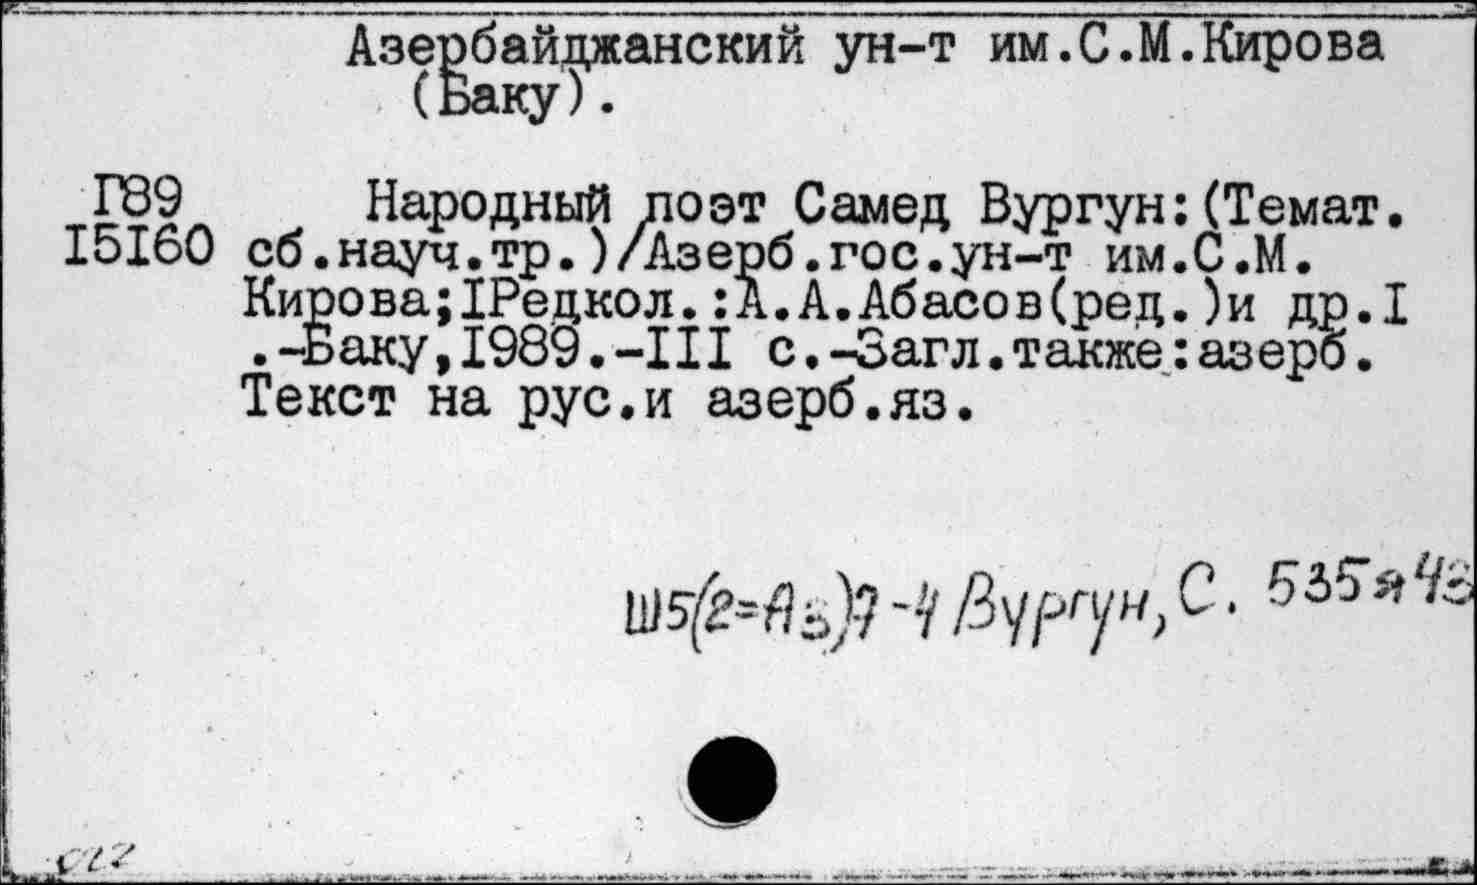 Азербайджанский ун-т им.С.М.Кирова
(Баку).
Г89 Народный поэт Самед Вургун:(Темат.
I5I60 сб.науч.тр.)/Азерб.гос.ун-т им.С.М.
Кирова;IРедкол.:А.А.Абасов(ред.)и др.I
.-Баку,I989.-III с.-Загл.также:азерб.
Текст на рус.и азерб.яз.
Ш5(2=Аз)7-4 Вургун, С. 535я43